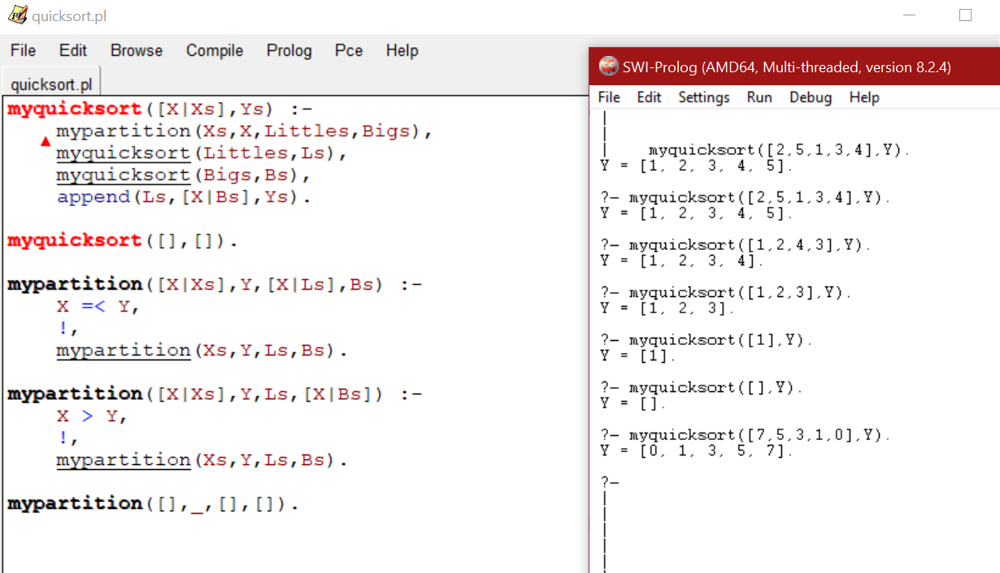 quicksort.pl
File Edit Browse Compile Prolog Pce Help
quicksort.pl
myquicksort([X|Xs],Ys) :-
mypartition(Xs,X,Littles,Bigs),
myquicksort(Littles,Ls),
myquicksort(Bigs,Bs),
append(Ls,[X|Bs],Ys).
myquicksort([],[]).
mypartition([X|Xs],Y,[X|Ls],Bs) :-
X =< Y,
!,
mypartition(Xs,Y,Ls,Bs).
mypartition([X|Xs],Y,Ls,[X|Bs]) :-
X > Y,
!,
mypartition(Xs,Y,Ls,Bs).
mypartition([],_,[],[]).
SWI-Prolog (AMD64, Multi-threaded, version 8.2.4)
File Edit Settings Run Debug Help
|
|
| myquicksort([2,5,1,3,4],Y).
Y = [1, 2, 3, 4, 5].
?- myquicksort([2,5,1,3,4],Y).
Y = [1, 2, 3, 4, 5].
?- myquicksort([1,2,4,3],Y).
Y = [1, 2, 3, 4].
?- myquicksort([1,2,3],Y).
Y = [1, 2, 3].
?- myquicksort([1],Y).
Y = [1].
?- myquicksort([],Y).
Y = [].
?- myquicksort([7,5,3,1,0],Y).
Y = [0, 1, 3, 5, 7].
?-
|
|
|
|
|